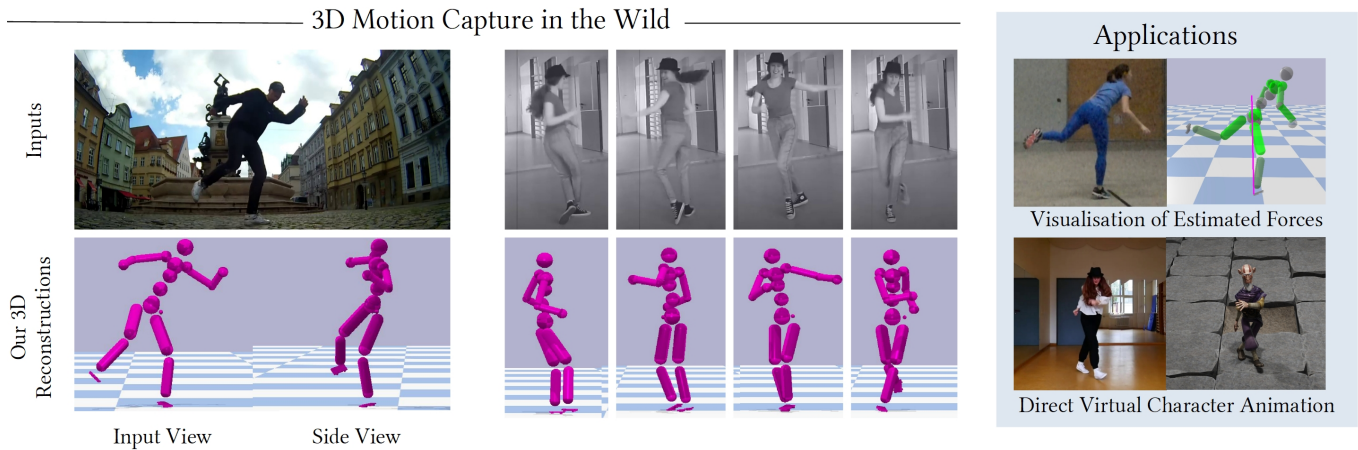 3D Motion Capture in the Wild
Inputs
Our 3D
Reconstructions
Input View
Side View
Applications
Visualisation of Estimated Forces
Direct Virtual Character Animation